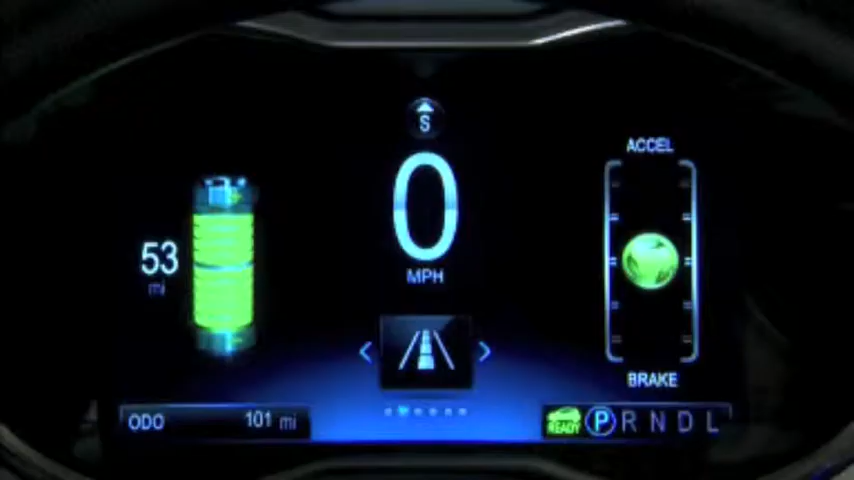 S
0
MPH
ACCEL
53
mi
BRAKE
ODO 101 mi
READY P R N D L